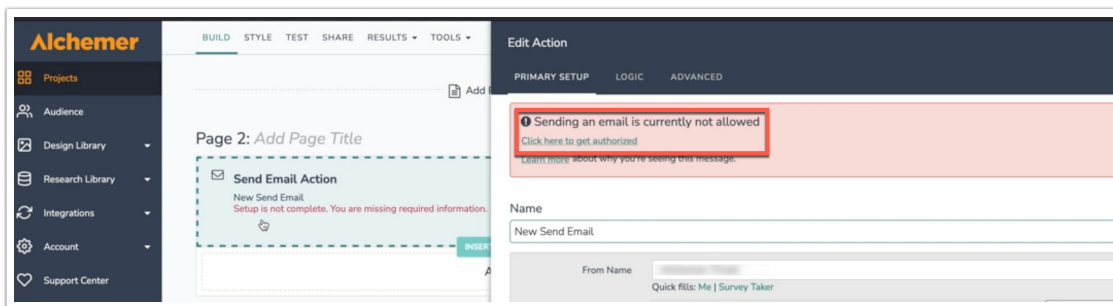 Alchemer
Projects
Audience
Design Library
Research Library
Integrations
Account
Support Center
BUILD STYLE TEST SHARE RESULTS TOOLS
Add
Page 2: Add Page Title
Send Email Action
New Send Email
Setup is not complete. You are missing required information.
INSER
A
Edit Action
PRIMARY SETUP LOGIC ADVANCED
Sending an email is currently not allowed
Click here to get authorized
Learn more about why you're seeing this message.
Name
New Send Email
From Name
Quick fills: Me | Survey Taker